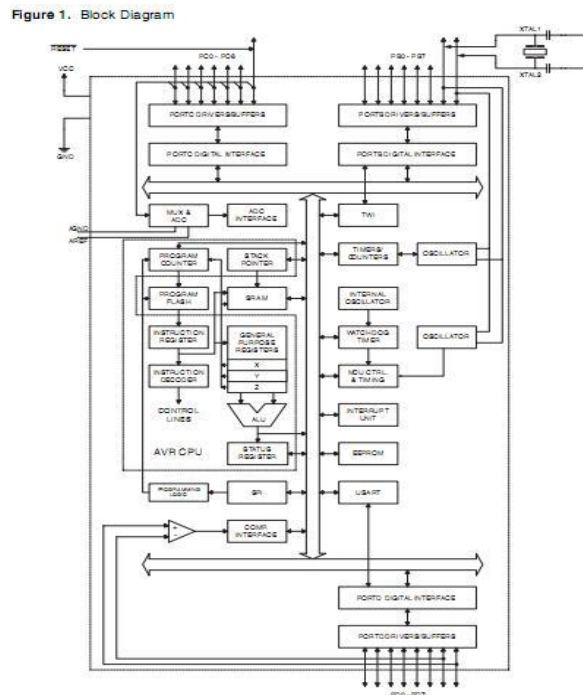 Figure 1. Block Diagram
XTAL1
RESET
PC0 - PC6
PB0 - PB7
VCC
XTAL2
PORTC DRIVERS/BUFFERS
PORTB DRIVERS/BUFFERS
GND
PORTC DIGITAL INTERFACE
PORTB DIGITAL INTERFACE
MUX &
ADC
ADC
INTERFACE
TWI
AGND
AREF
PROGRAM
COUNTER
STACK
POINTER
TIMERS/
COUNTERS
OSCILLATOR
PROGRAM
FLASH
SRAM
INTERNAL
OSCILLATOR
INSTRUCTION
REGISTER
GENERAL
PURPOSE
REGISTERS
WATCHDOG
TIMER
OSCILLATOR
X
INSTRUCTION
DECODER
Y
MCU CTRL.
& TIMING
Z
CONTROL
LINES
ALU
INTERRUPT
UNIT
AVR CPU
STATUS
REGISTER
EEPROM
PROGRAMMING
LOGIC
SPI
USART
+
-
COMP.
INTERFACE
PORTD DIGITAL INTERFACE
PORTD DRIVERS/BUFFERS
PD0 - PD7